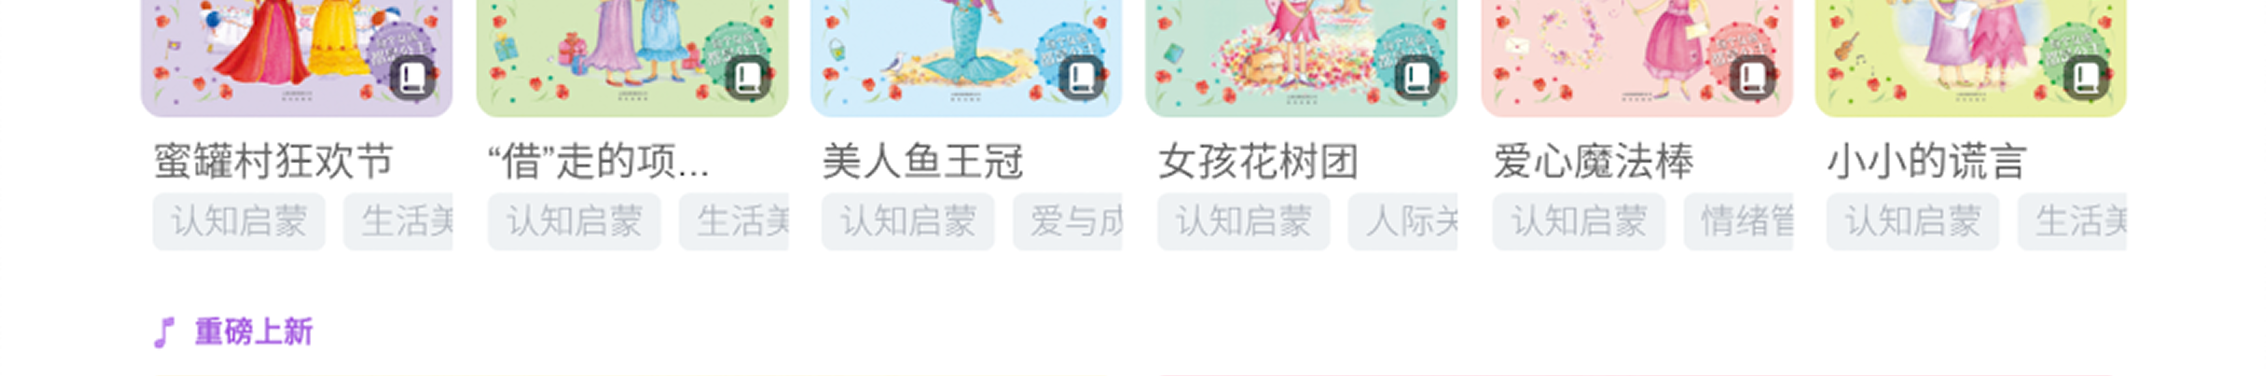 蜜罐村狂欢节
“借”走的项...
美人鱼王冠
女孩花树团
爱心魔法棒
小小的谎言
认知启蒙 生活美
认知启蒙 生活美
认知启蒙 爱与成
认知启蒙 人际关
认知启蒙 情绪管
认知启蒙 生活美
重磅上新